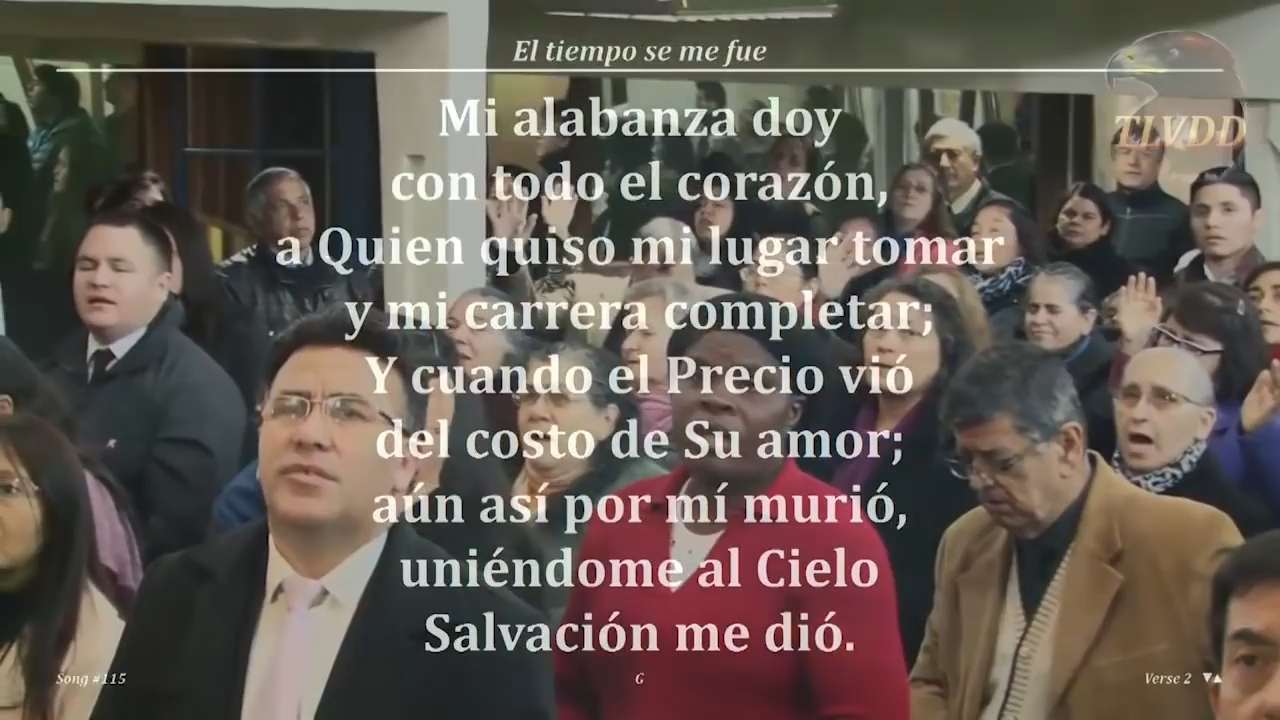 El tiempo se me fue
TLVDD
Mi alabanza doy
con todo el corazón,
a Quien quiso mi lugar tomar
y mi carrera completar;
Y cuando el Precio vió
del costo de Su amor;
aún así por mí murió,
uniéndome al Cielo
Salvación me dió.
Song #115
G
Verse 2 ▼▲